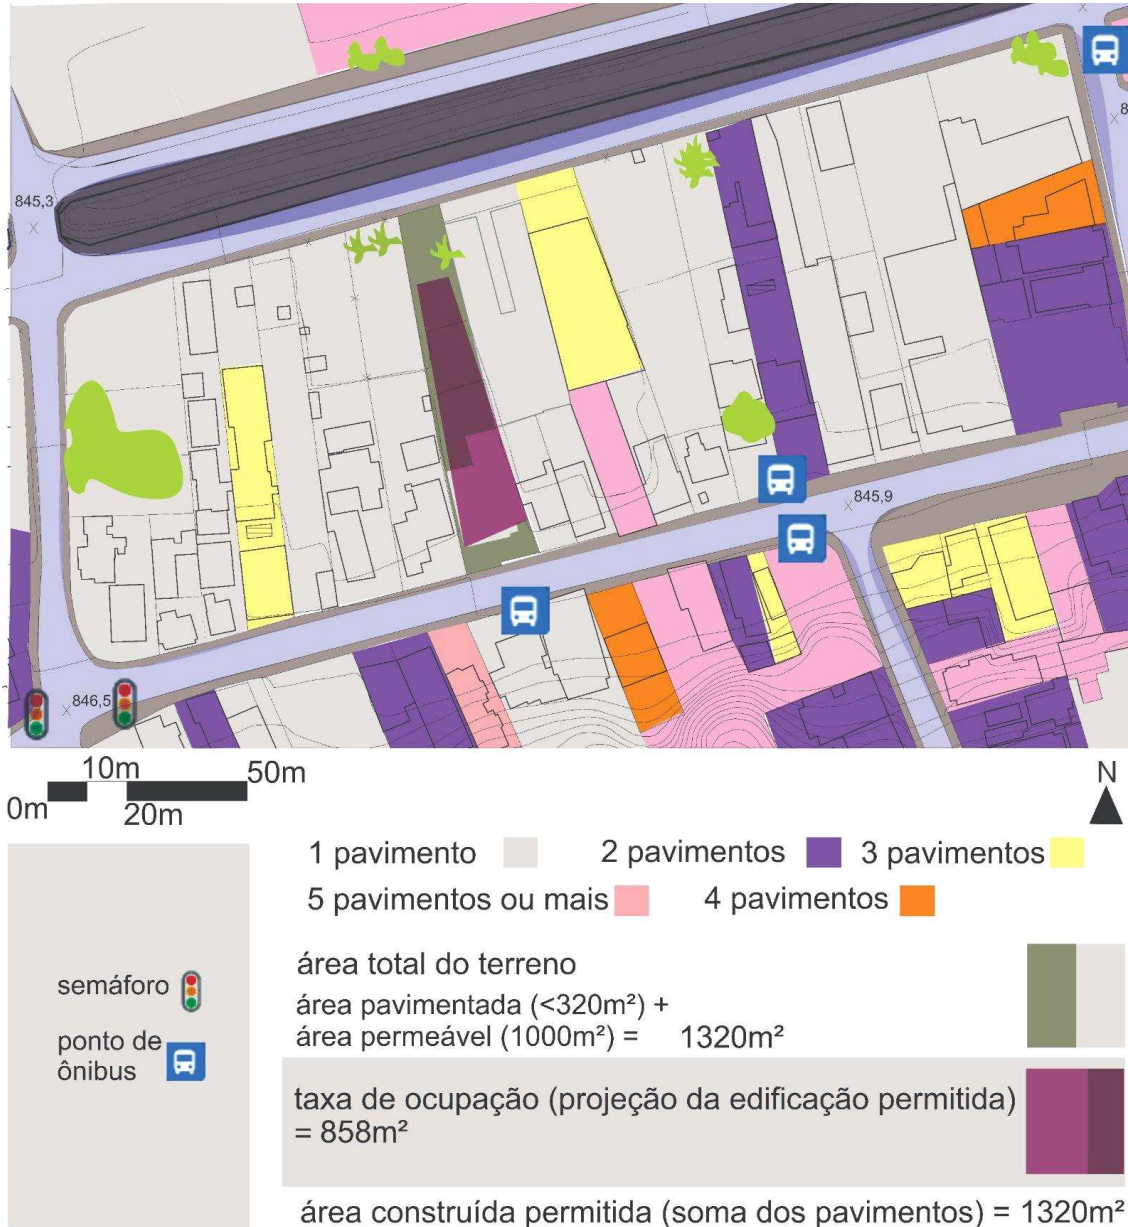 845,3
8
845,9
846,5
0m
10m
20m
50m
N
1 pavimento
2 pavimentos
3 pavimentos
5 pavimentos ou mais
4 pavimentos
semáforo
ponto de
ônibus
área total do terreno
área pavimentada (<320m²) +
área permeável (1000m²) = 1320m²
taxa de ocupação (projeção da edificação permitida)
= 858m²
área construída permitida (soma dos pavimentos) = 1320m²